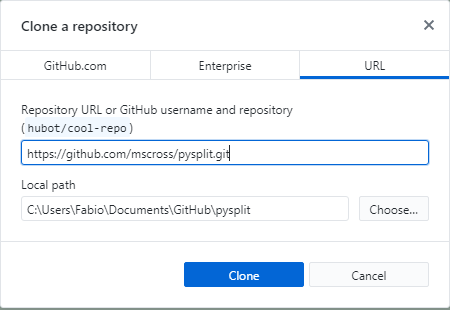 Clone a repository
GitHub.com
Enterprise
URL
Repository URL or GitHub username and repository
(hubot/cool-repo)
https://github.com/mscross/pysplit.git
Local path
C:\Users\Fabio\Documents\GitHub\pysplit
Choose...
Clone
Cancel